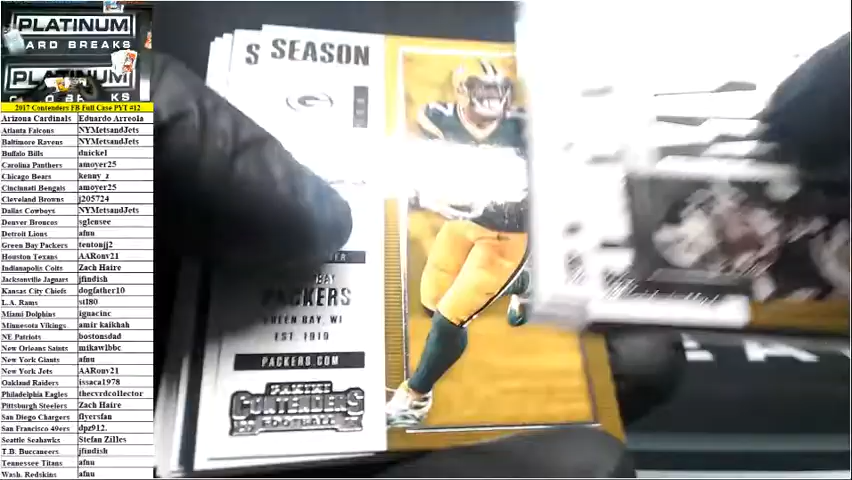 PLATINUM
ARD BREAKS
PLATINUM
2017 Contenders FB Full Case PYT #12
Arizona Cardinals Eduardo Arreola
Atlanta Falcons NYMetsandJets
Baltimore Ravens NYMetsandJets
Buffalo Bills dnickel
Carolina Panthers amoyer25
Chicago Bears kenny_z
Cincinnati Bengals amoyer25
Cleveland Browns j205724
Dallas Cowboys NYMetsandJets
Denver Broncos sglensee
Detroit Lions afnu
Green Bay Packers tentonjj2
Houston Texans AARonv21
Indianapolis Colts Zach Haire
Jacksonville Jaguars jfindish
Kansas City Chiefs dogfather10
L.A. Rams stl80
Miami Dolphins ignacinc
Minnesota Vikings amir kaikhah
NE Patriots bostonsdad
New Orleans Saints mikawlbbc
New York Giants afnu
New York Jets AARonv21
Oakland Raiders issaca1978
Philadelphia Eagles thecvrdcollector
Pittsburgh Steelers Zach Haire
San Diego Chargers flyersfan
San Francisco 49ers dpz912.
Seattle Seahawks Stefan Zilles
T.B. Buccaneers jfindish
Tennessee Titans afnu
Wash. Redskins afnu
S SEASON
G
PACKERS
GREEN BAY, WI
EST. 1919
PACKERS.COM
PANINI
CONTENDERS
FOOTBALL